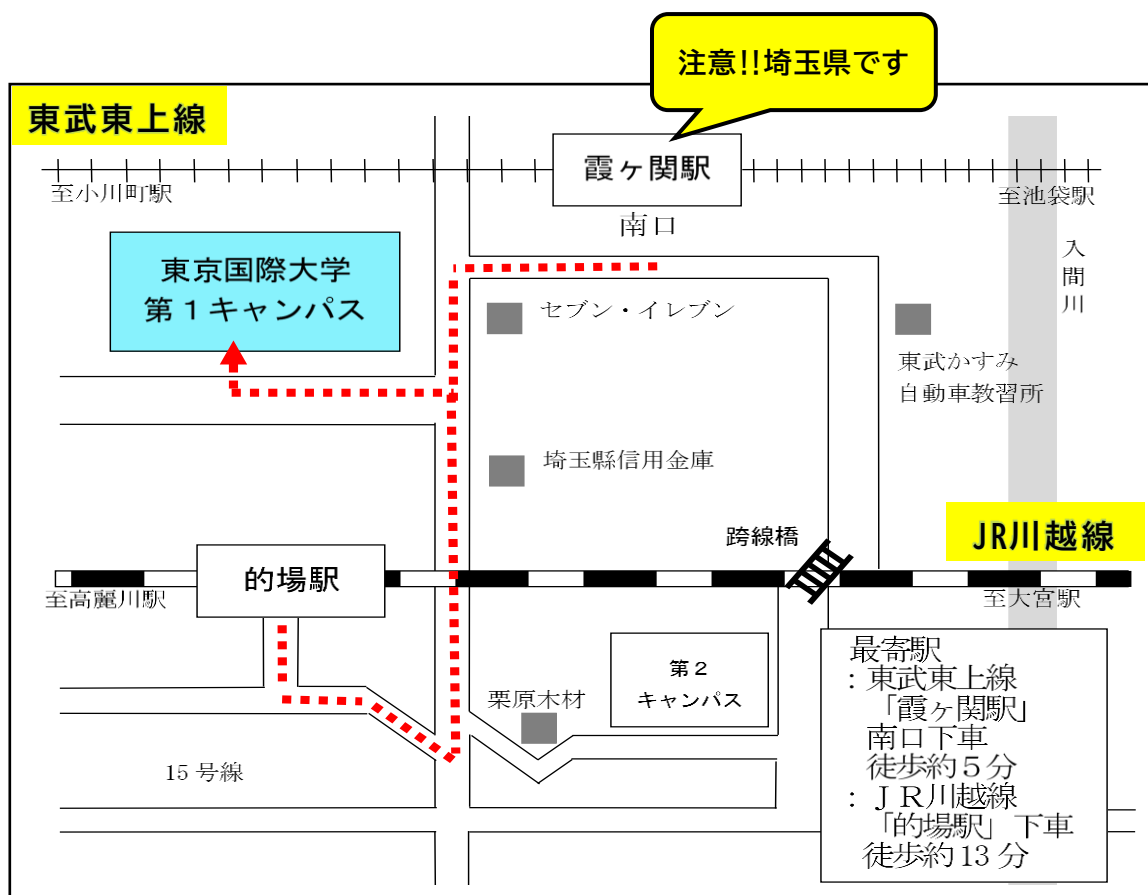 注意!!埼玉県です
東武東上線
霞ヶ関駅
至小川町駅
至池袋駅
南口
入間川
東京国際大学
第１キャンパス
セブン・イレブン
東武かすみ
自動車教習所
埼玉縣信用金庫
跨線橋
JR川越線
的場駅
至高麗川駅
至大宮駅
第２
キャンパス
栗原木材
15号線
最寄駅
：東武東上線
「霞ヶ関駅」
南口下車
徒歩約５分
：ＪＲ川越線
「的場駅」下車
徒歩約13分